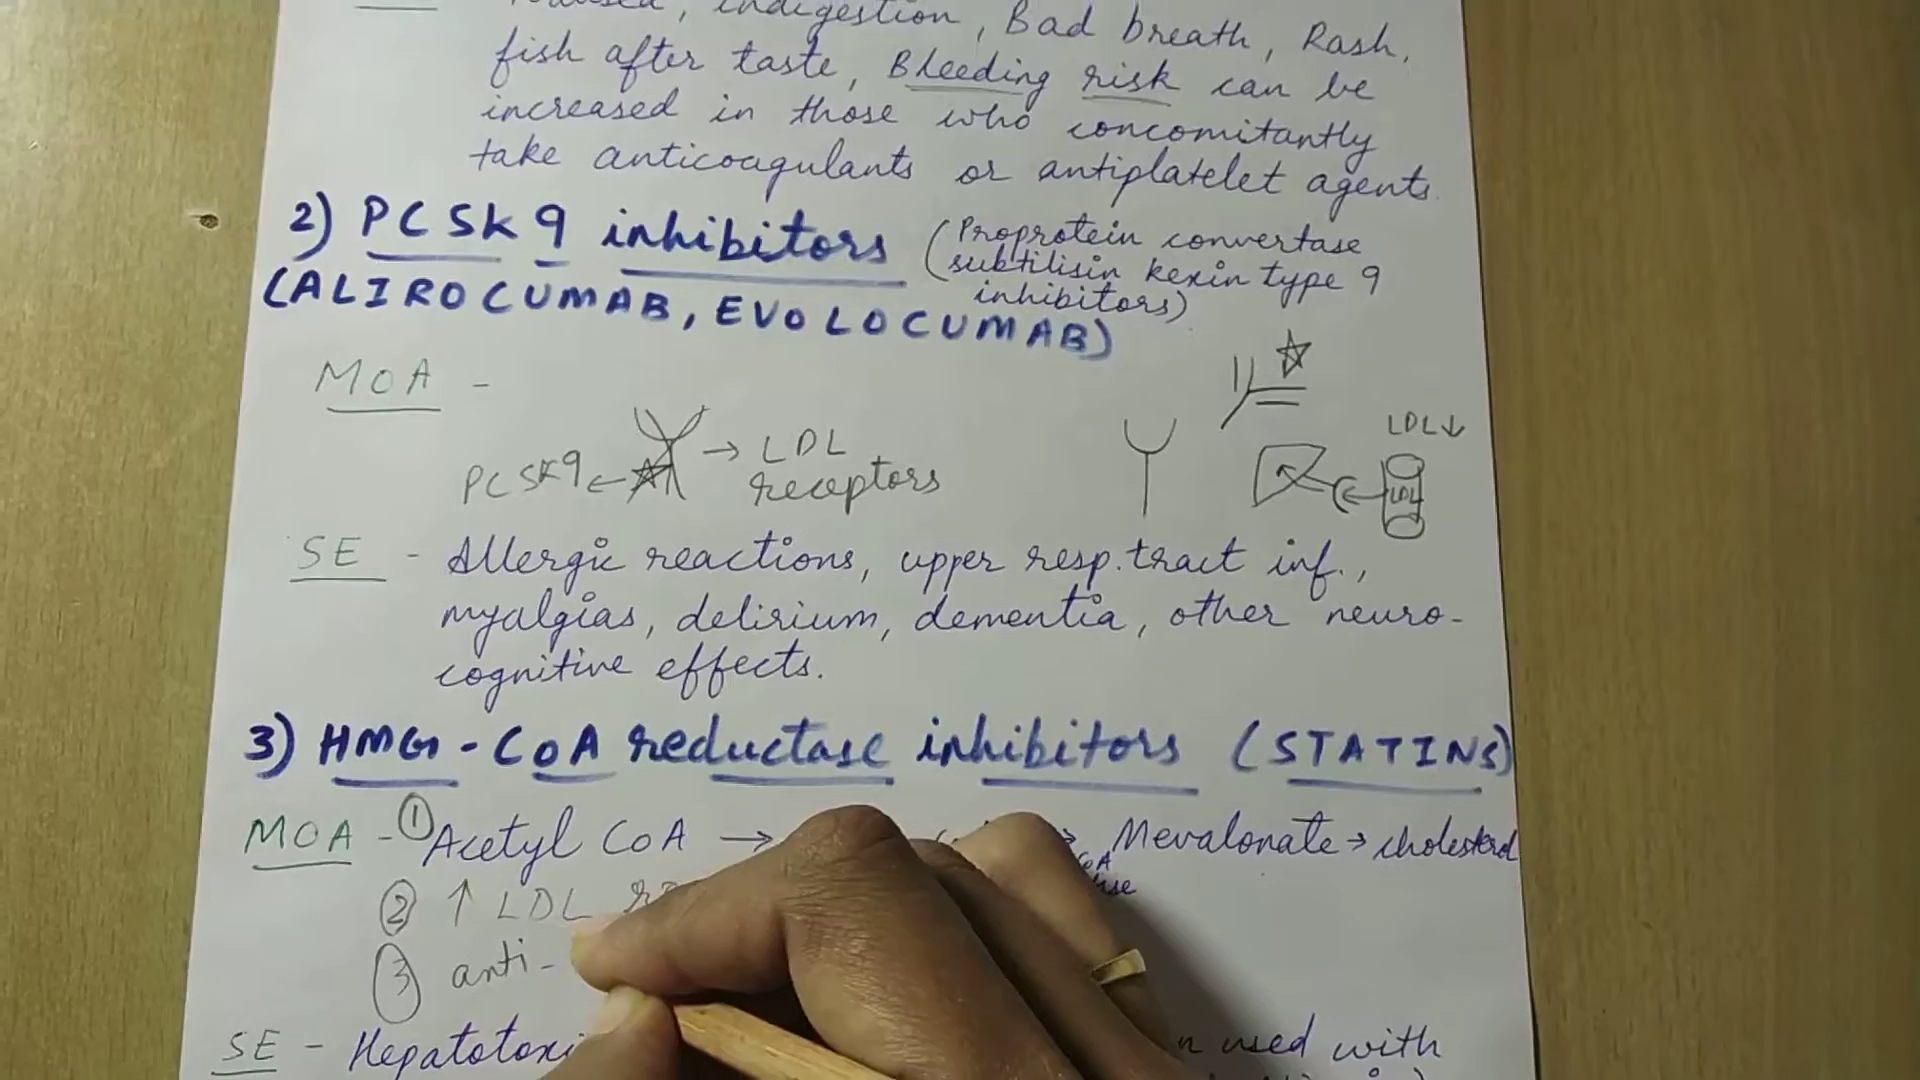 indigestion, Bad breath, Rash,
fish after taste, Bleeding risk can be
increased in those who concomitantly
take anticoagulants or antiplatelet agents.
2) PCSK9 inhibitors (Proprotein convertase
subtilisin kexin type 9
inhibitors)
(ALIROCUMAB, EVOLOCUMAB)
MOA -
PCSK9 ← → LDL
receptors
LDL↓
LDL
SE - Allergic reactions, upper resp. tract inf.,
myalgias, delirium, dementia, other neuro-
cognitive effects.
3) HMG-CoA reductase inhibitors (STATINS)
MOA - ① Acetyl CoA → → Mevalonate → cholesterol
CoA
② ↑ LDL
③ anti-
SE - used with